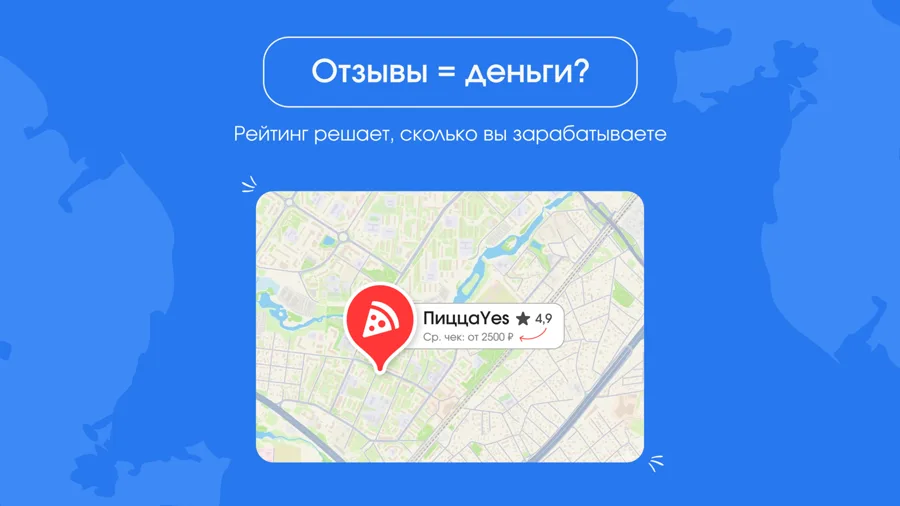 Отзывы = деньги?
Рейтинг решает, сколько вы зарабатываете
ПиццаYes ★ 4,9
Ср. чек: от 2500 ₽